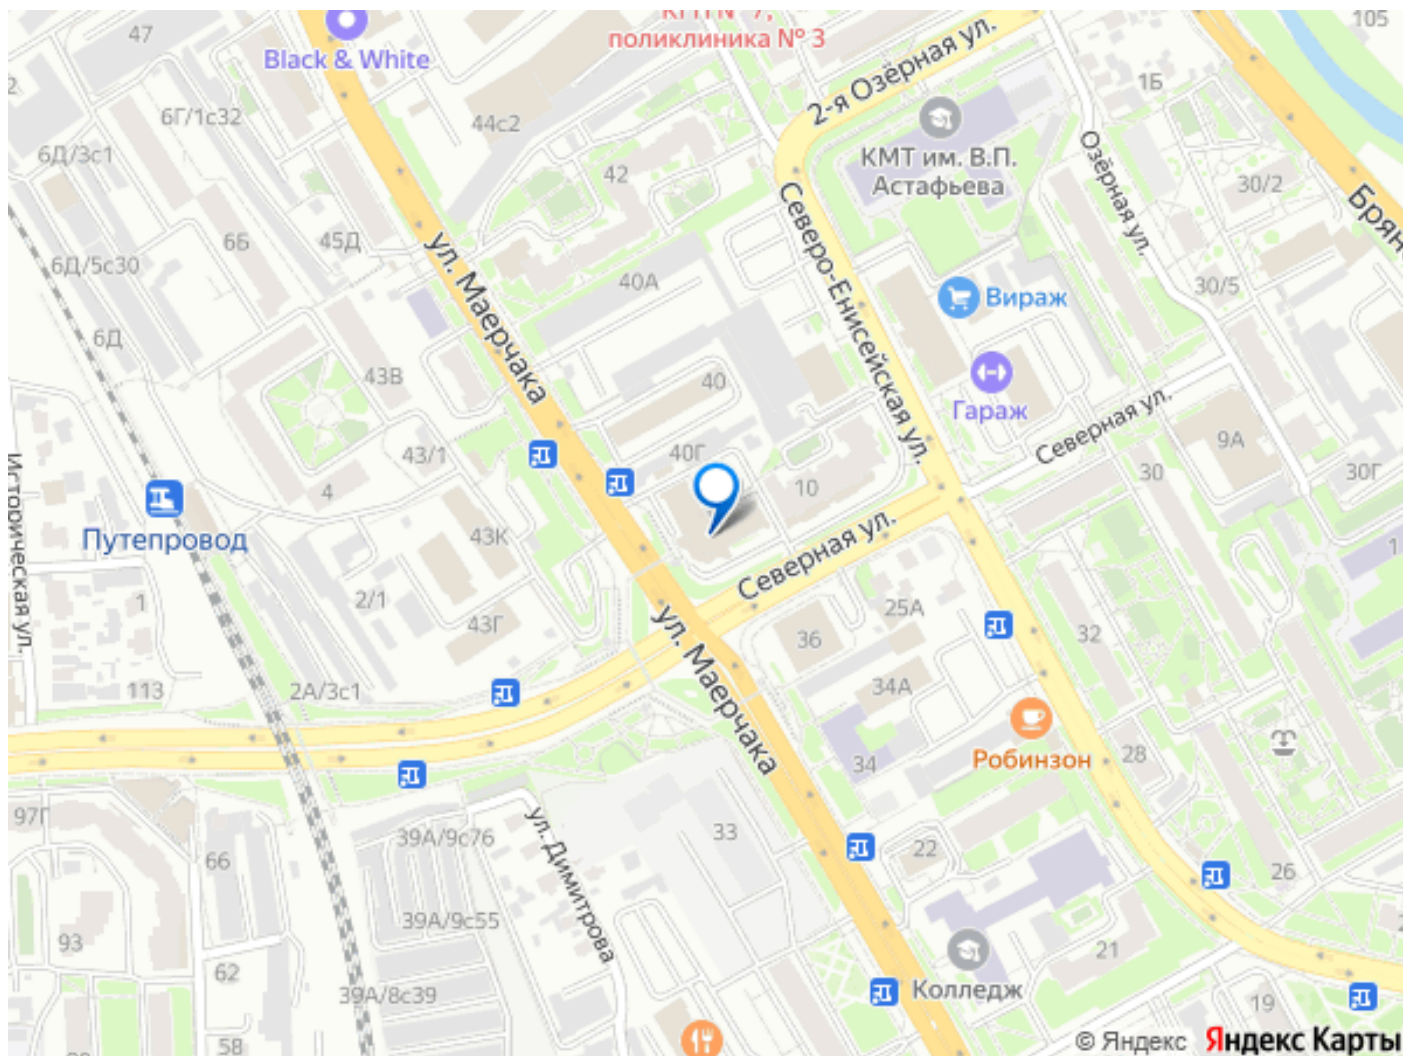 105
47
КГП № 7,
поликлиника № 3
Black & White
2-я Озёрная ул.
1Б
6Г/1с32
44с2
6Д/3с1
КМТ им. В.П.
Астафьева
Озёрная ул.
42
30/2
Брян
6Б
45Д
ул. Маерчака
Северо-Енисейская ул.
6Д/5с30
40А
Вираж
30/5
6Д
43В
40
Гараж
Северная ул.
9А
43/1
40Г
30
30Г
Историческая ул.
4
10
Путепровод
43К
Северная ул.
1
1
2/1
43Г
25А
ул. Маерчака
36
32
113
2А/3с1
34А
Робинзон
34
28
97Г
39А/9с76
ул. Димитрова
33
66
22
26
39А/9с55
93
62
21
39А/8с39
Колледж
19
58
© Яндекс Яндекс Карты